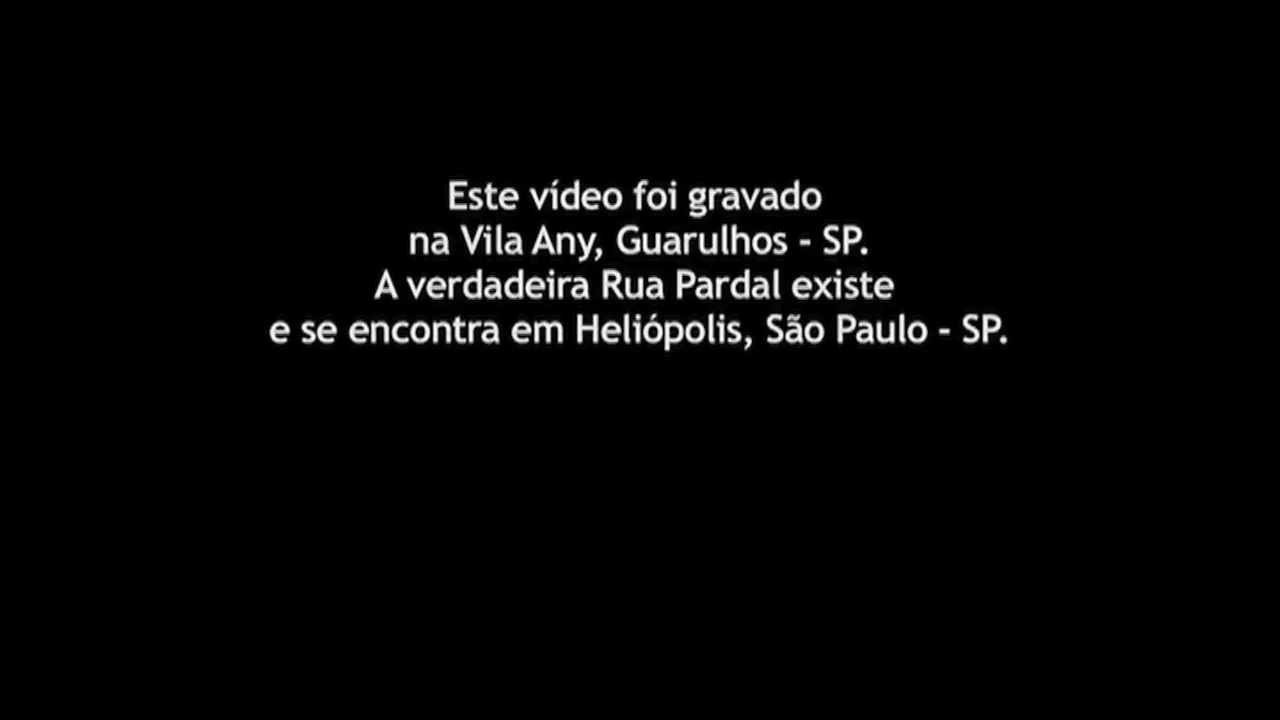 Este vídeo foi gravado
na Vila Any, Guarulhos - SP.
A verdadeira Rua Pardal existe
e se encontra em Heliópolis, São Paulo - SP.